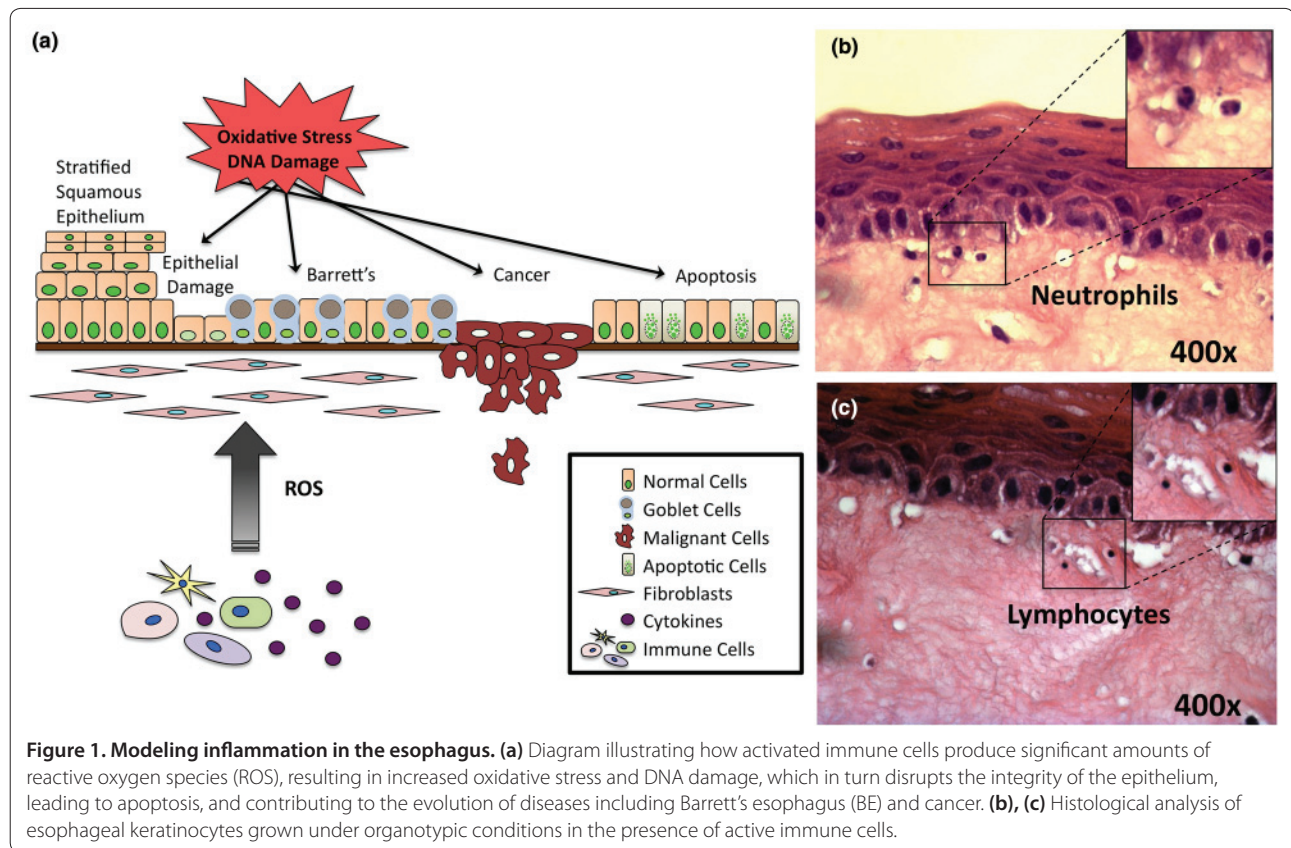 (a)
Oxidative Stress
DNA Damage
Stratified
Squamous
Epithelium
Epithelial
Damage
Barrett's
Cancer
Apoptosis
ROS
Normal Cells
Goblet Cells
Malignant Cells
Apoptotic Cells
Fibroblasts
Cytokines
Immune Cells
(b)
Neutrophils
400x
(c)
Lymphocytes
400x
Figure 1. Modeling inflammation in the esophagus. (a) Diagram illustrating how activated immune cells produce significant amounts of
reactive oxygen species (ROS), resulting in increased oxidative stress and DNA damage, which in turn disrupts the integrity of the epithelium,
leading to apoptosis, and contributing to the evolution of diseases including Barrett's esophagus (BE) and cancer. (b), (c) Histological analysis of
esophageal keratinocytes grown under organotypic conditions in the presence of active immune cells.